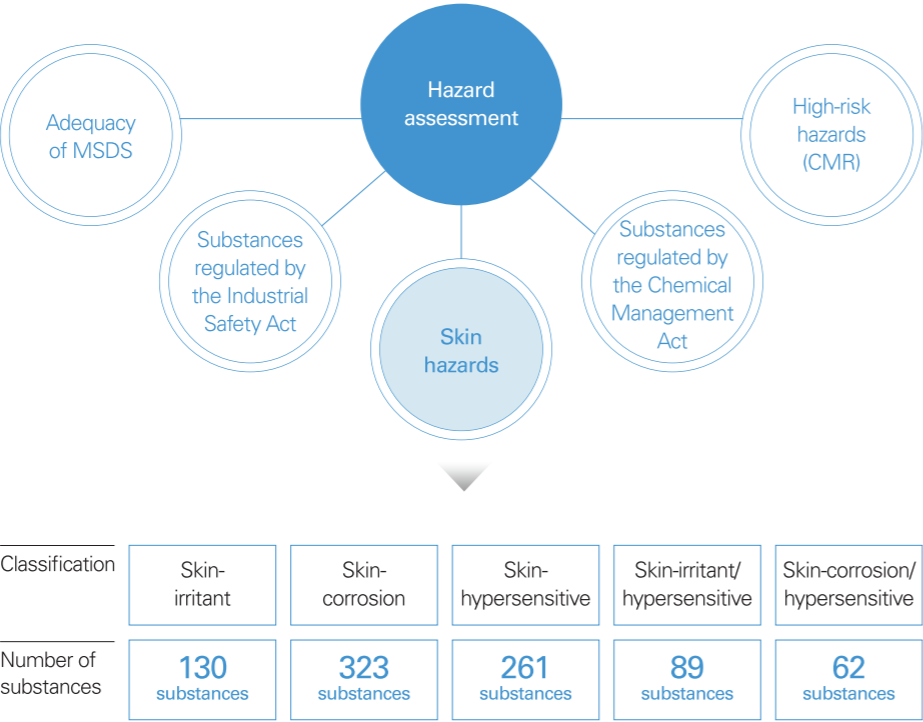 Hazard
assessment
Adequacy
of MSDS
High-risk
hazards
(CMR)
Substances
regulated by
the Industrial
Safety Act
Substances
regulated by
the Chemical
Management
Act
Skin
hazards
Classification
Skin-
irritant
Skin-
corrosion
Skin-
hypersensitive
Skin-irritant/
hypersensitive
Skin-corrosion/
hypersensitive
Number of
substances
130
substances
323
substances
261
substances
89
substances
62
substances